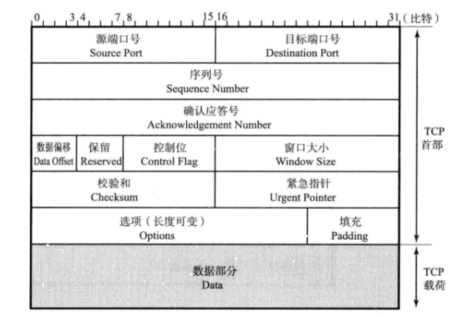 0 3 4 7 8 15 16 31 (比特)
源端口号 目标端口号
Source Port Destination Port
序列号
Sequence Number
确认应答号
Acknowledgement Number
数据偏移 保留 控制位 窗口大小
Data Offset Reserved Control Flag Window Size
TCP
首部
校验和 紧急指针
Checksum Urgent Pointer
选项(长度可变) 填充
Options Padding
数据部分
Data
TCP
载荷